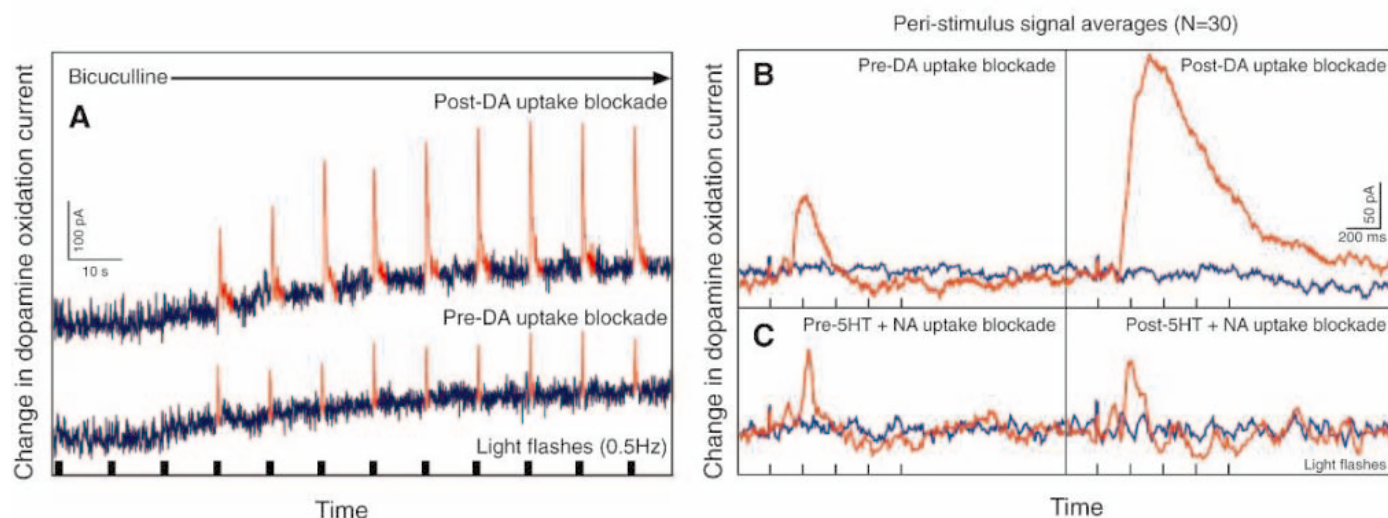 Peri-stimulus signal averages (N=30)
Change in dopamine oxidation current
Bicuculline
A
Post-DA uptake blockade
100 pA
10 s
Pre-DA uptake blockade
Light flashes (0.5Hz)
Time
Change in dopamine oxidation current
B
Pre-DA uptake blockade
Post-DA uptake blockade
50 pA
200 ms
C
Pre-5HT + NA uptake blockade
Post-5HT + NA uptake blockade
Light flashes
Time